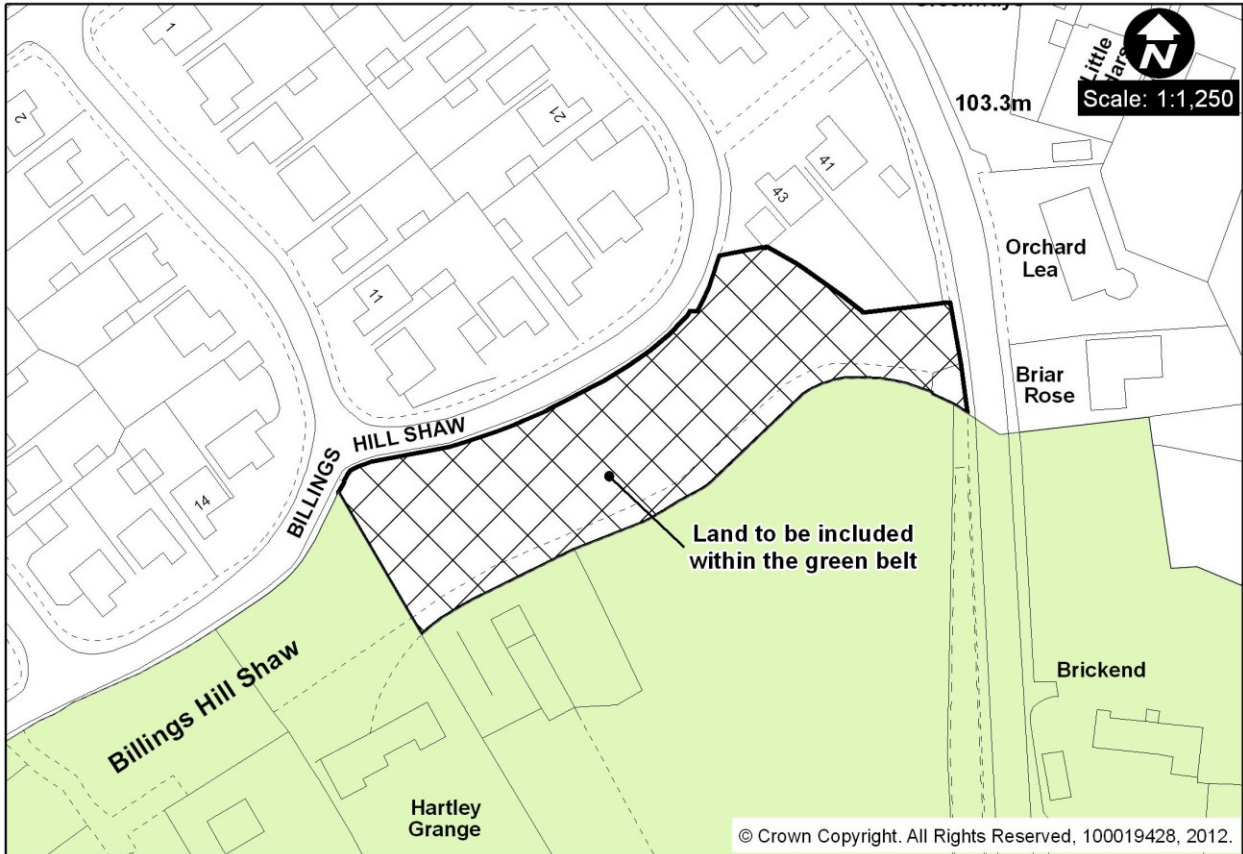 1
2
21
N
Little
Scale: 1:1,250
103.3m
41
43
Orchard
Lea
11
Briar
Rose
BILLINGS HILL SHAW
14
Land to be included
within the green belt
Billings Hill Shaw
Brickend
Hartley
Grange
© Crown Copyright. All Rights Reserved, 100019428, 2012.